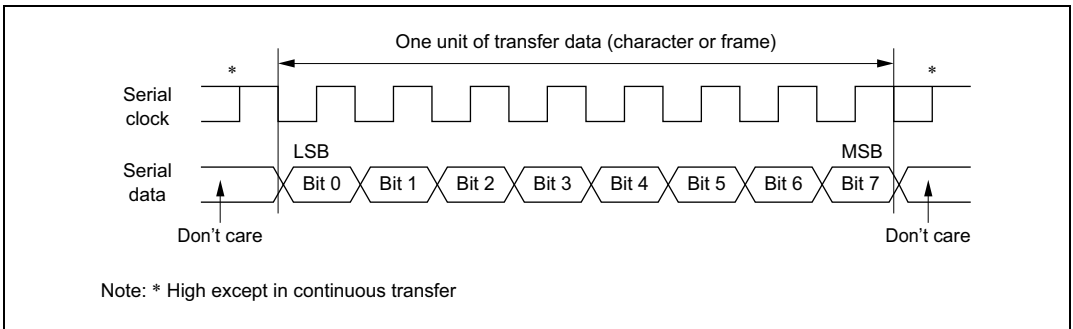 One unit of transfer data (character or frame)
*
*
Serial
clock
LSB
MSB
Serial
data
Bit 0 Bit 1 Bit 2 Bit 3 Bit 4 Bit 5 Bit 6 Bit 7
Don't care
Don't care
Note: * High except in continuous transfer